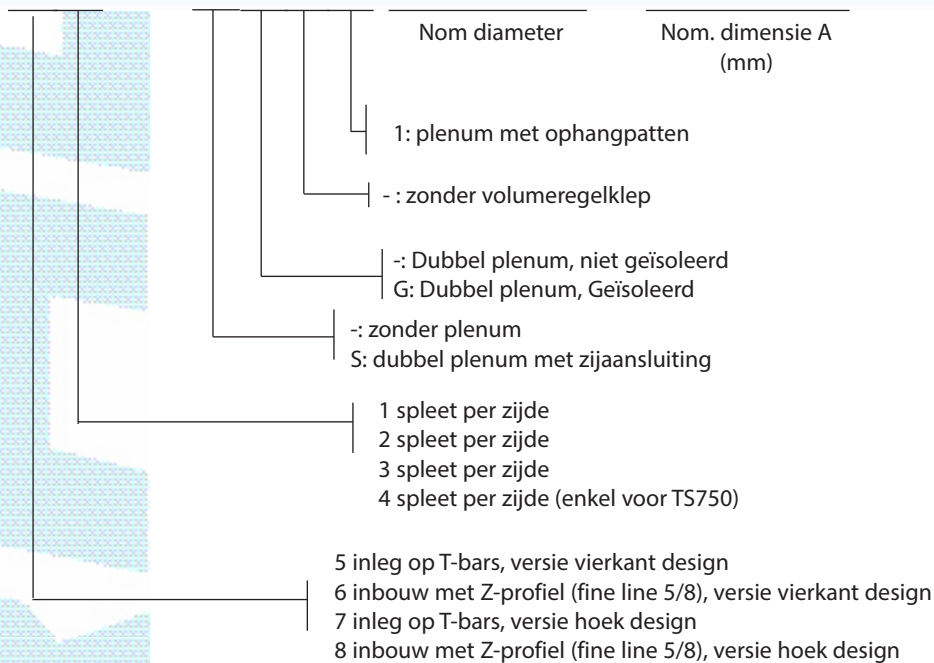 Nom diameter
Nom. dimensie A
(mm)
1: plenum met ophangpatten
- : zonder volumeregelklep
-: Dubbel plenum, niet geïsoleerd
G: Dubbel plenum, Geïsoleerd
-: zonder plenum
S: dubbel plenum met zijaansluiting
1 spleet per zijde
2 spleet per zijde
3 spleet per zijde
4 spleet per zijde (enkel voor TS750)
5 inleg op T-bars, versie vierkant design
6 inbouw met Z-profiel (fine line 5/8), versie vierkant design
7 inleg op T-bars, versie hoek design
8 inbouw met Z-profiel (fine line 5/8), versie hoek design